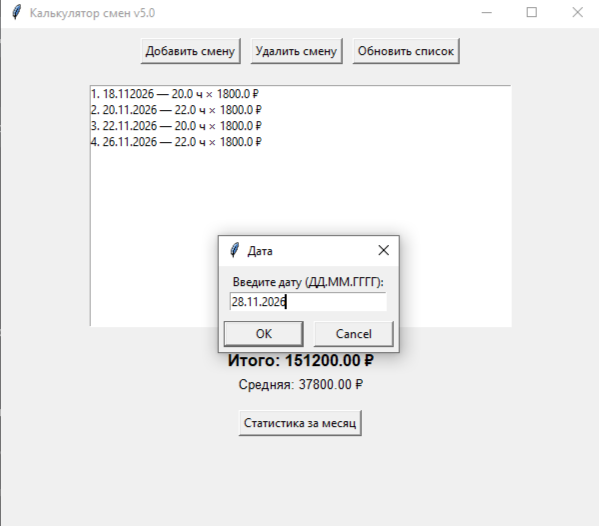 Калькулятор смен v5.0
Добавить смену Удалить смену Обновить список
1. 18.112026 — 20.0 ч × 1800.0 ₽
2. 20.11.2026 — 22.0 ч × 1800.0 ₽
3. 22.11.2026 — 20.0 ч × 1800.0 ₽
4. 26.11.2026 — 22.0 ч × 1800.0 ₽
Дата
Введите дату (ДД.ММ.ГГГГ):
28.11.2026
OK Cancel
Итого: 151200.00 ₽
Средняя: 37800.00 ₽
Статистика за месяц